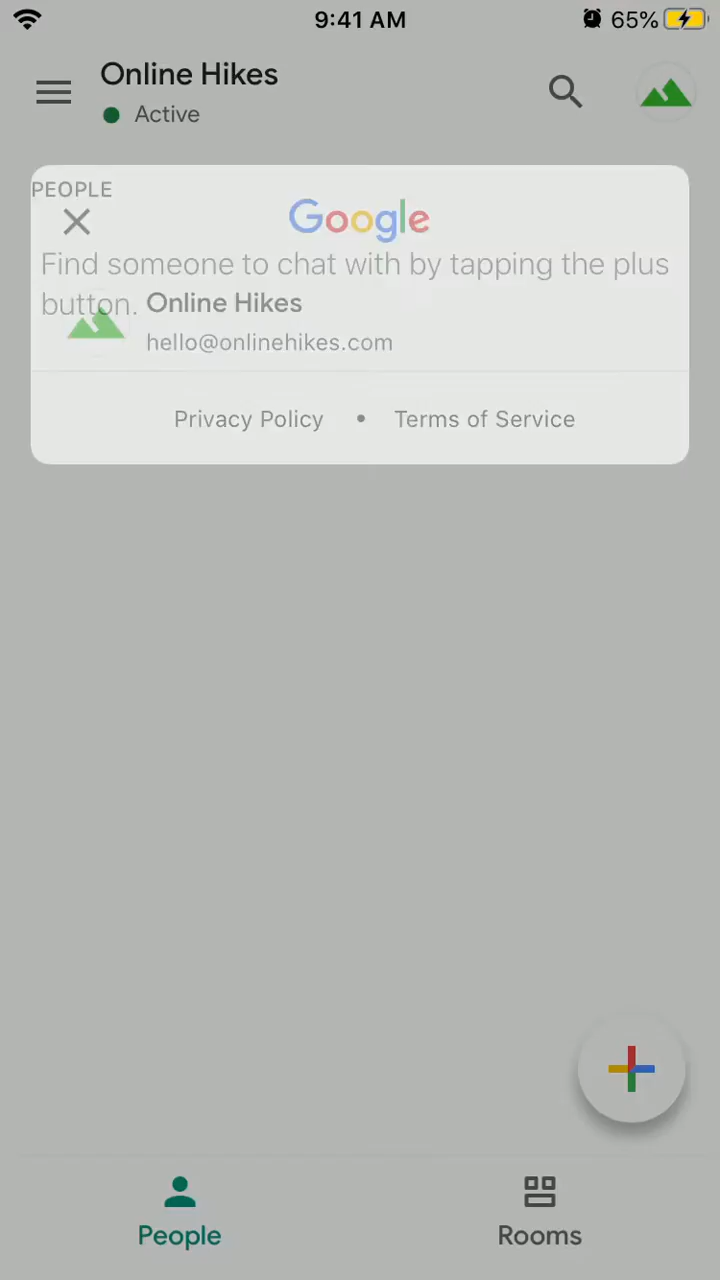 9:41 AM
65%
Online Hikes
Active
PEOPLE
Google
Find someone to chat with by tapping the plus
button.
Online Hikes
hello@onlinehikes.com
Privacy Policy • Terms of Service
People
Rooms